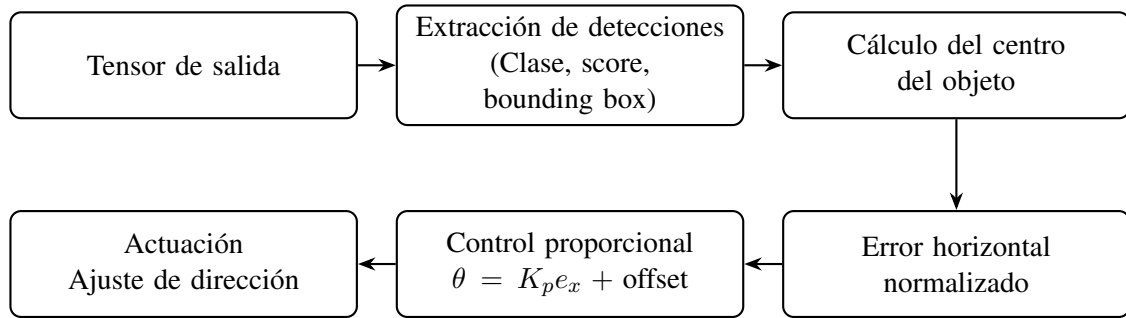 Tensor de salida
Extracción de detecciones
(Clase, score,
bounding box)
Cálculo del centro
del objeto
Error horizontal
normalizado
Control proporcional
θ = K_p e_x + offset
Actuación
Ajuste de dirección